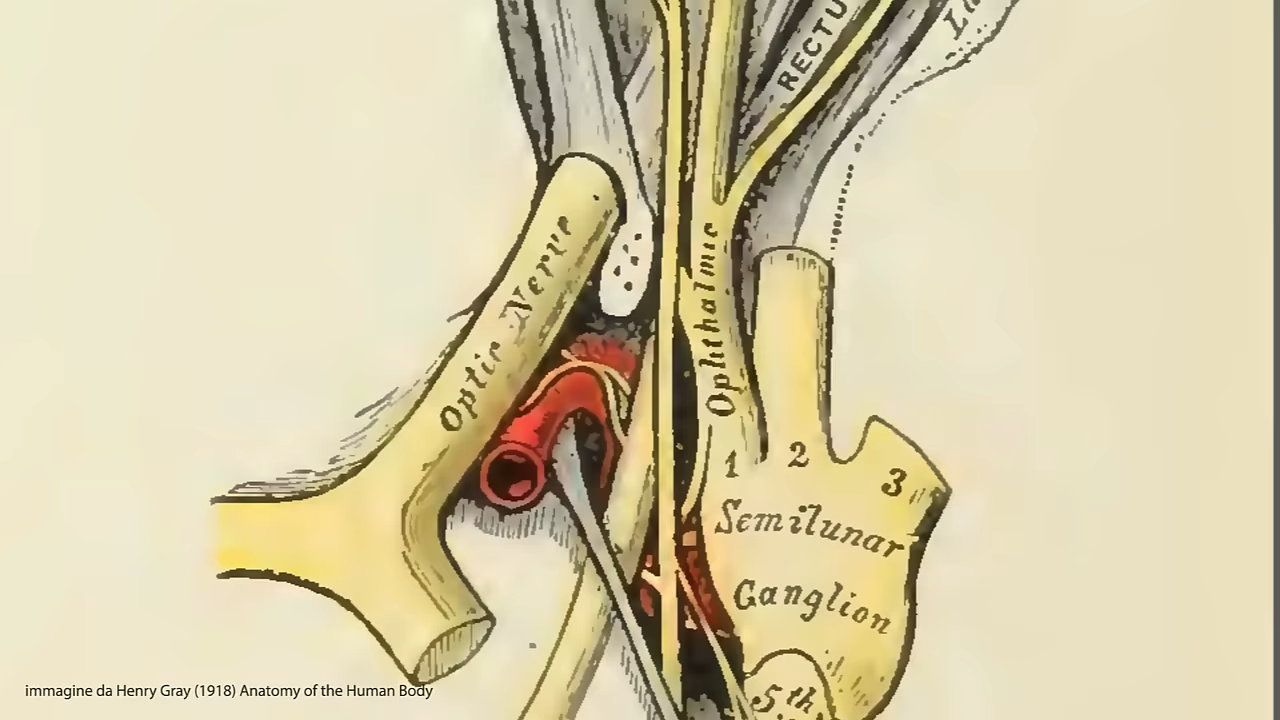 RECTU
La
Optic Nerve
Ophthalmic
1
2
3
Semilunar
Ganglion
5th
immagine da Henry Gray (1918) Anatomy of the Human Body